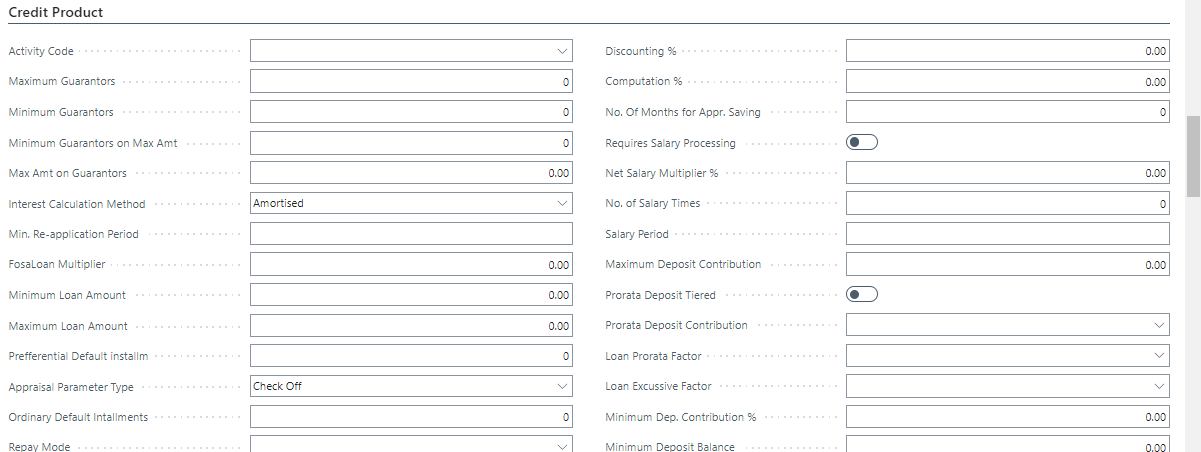 Credit Product
Activity Code
Maximum Guarantors 0
Minimum Guarantors 0
Minimum Guarantors on Max Amt 0
Max Amt on Guarantors 0.00
Interest Calculation Method Amortised
Min. Re-application Period
FosaLoan Multiplier 0.00
Minimum Loan Amount 0.00
Maximum Loan Amount 0.00
Prefferential Default installm 0
Appraisal Parameter Type Check Off
Ordinary Default Intallments 0
Repay Mode
Discounting % 0.00
Computation % 0.00
No. Of Months for Appr. Saving 0
Requires Salary Processing
Net Salary Multiplier % 0.00
No. of Salary Times 0
Salary Period
Maximum Deposit Contribution 0.00
Prorata Deposit Tiered
Prorata Deposit Contribution
Loan Prorata Factor
Loan Excussive Factor
Minimum Dep. Contribution % 0.00
Minimum Deposit Balance 0.00